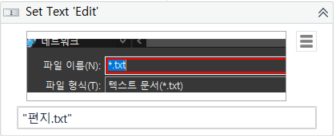 Set Text 'Edit'
네트워크
파일 이름(N): *.txt
파일 형식(T): 텍스트 문서(*.txt)
"편지.txt"